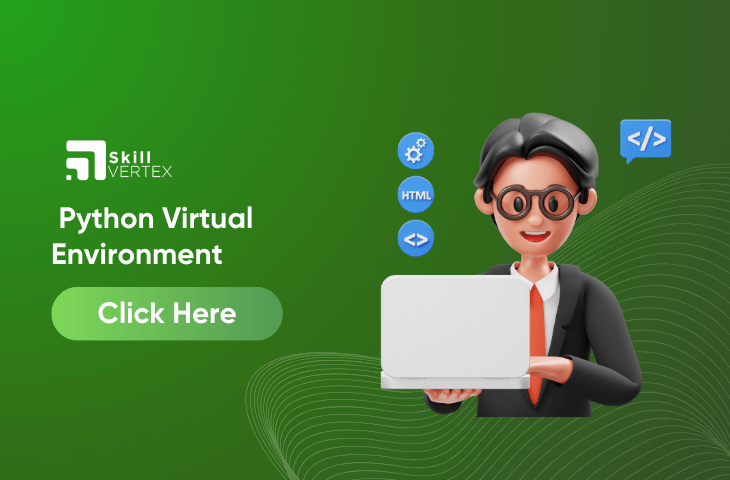 Skill
VERTEX
Python Virtual
Environment
Click Here
HTML
<>
</>